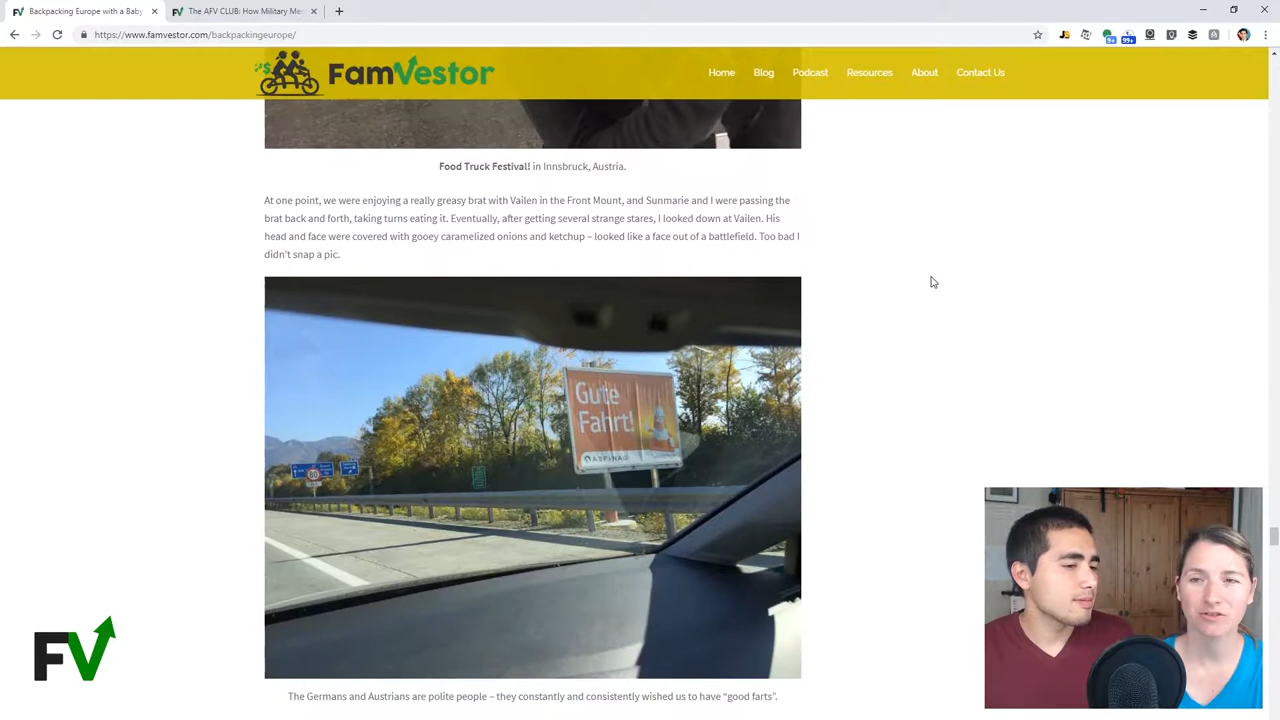 Backpacking Europe with a Baby
The AFV CLUB: How Military Me
https://www.famvestor.com/backpackingeurope/
9+
99+
FamVestor
Home
Blog
Podcast
Resources
About
Contact Us
Food Truck Festival! in Innsbruck, Austria.
At one point, we were enjoying a really greasy brat with Vailen in the Front Mount, and Sunmarie and I were passing the
brat back and forth, taking turns eating it. Eventually, after getting several strange stares, I looked down at Vailen. His
head and face were covered with gooey caramelized onions and ketchup – looked like a face out of a battlefield. Too bad I
didn't snap a pic.
Gute
Fahrt!
ASFINAG
60
The Germans and Austrians are polite people – they constantly and consistently wished us to have “good farts”.
FV